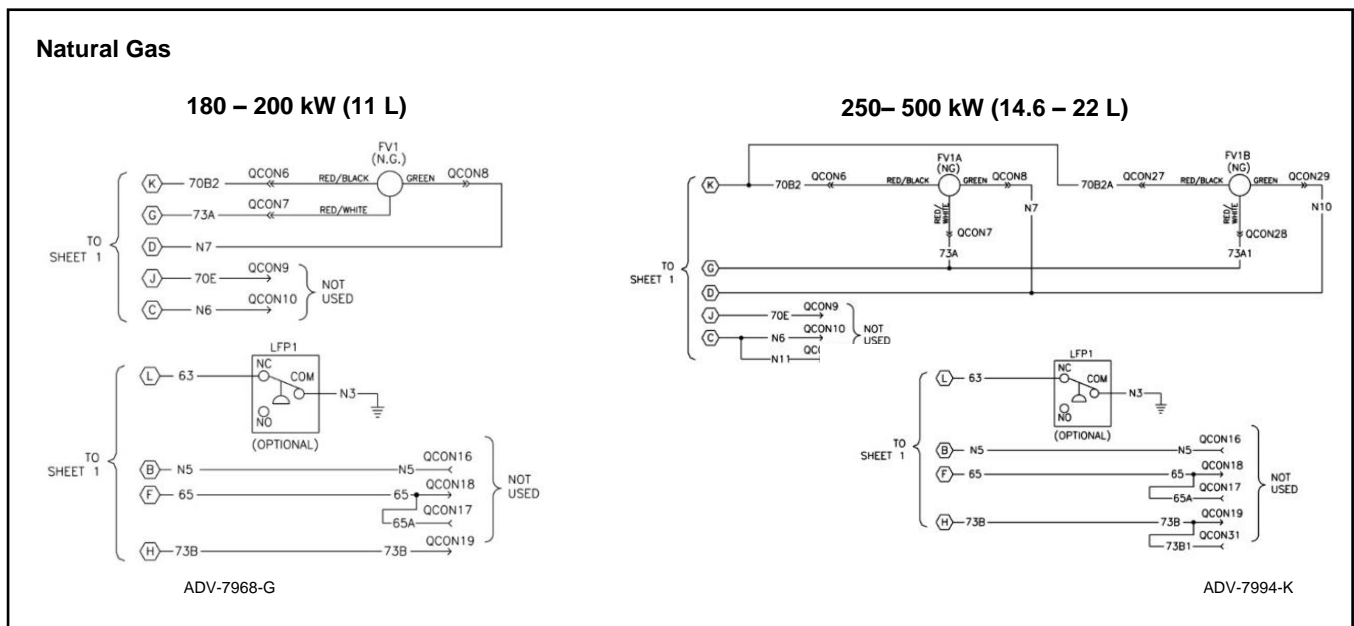 Natural Gas
180 – 200 kW (11 L)
FV1
(N.G.)
K 70B2 QCON6 RED/BLACK GREEN QCON8
G 73A QCON7 RED/WHITE
D N7
TO
SHEET 1
J 70E QCON9
C N6 QCON10
NOT
USED
LFP1
L 63 NC COM N3
NO
(OPTIONAL)
TO
SHEET 1
B N5 N5 QCON16
F 65 65 QCON18
65A QCON17
H 73B 73B QCON19
NOT
USED
ADV-7968-G
250– 500 kW (14.6 – 22 L)
FV1A
(NG)
FV1B
(NG)
K 70B2 QCON6 RED/BLACK GREEN QCON8
70B2A QCON27 RED/BLACK GREEN QCON29
RED/
WHITE
N7
RED/
WHITE
N10
QCON7
QCON28
73A
73A1
G
D
TO
SHEET 1
J 70E QCON9
C N6 QCON10
N11
NOT
USED
LFP1
L 63 NC COM N3
NO
(OPTIONAL)
TO
SHEET 1
B N5 N5 QCON16
F 65 65 QCON18
65A QCON17
H 73B 73B QCON19
73B1 QCON31
NOT
USED
ADV-7994-K